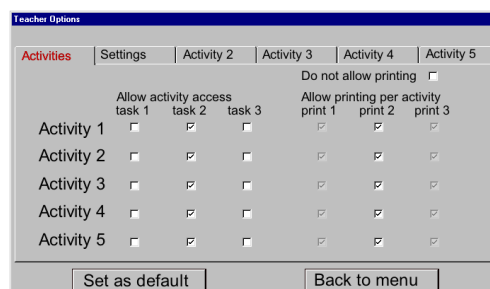 Teacher Options
Activities Settings Activity 2 Activity 3 Activity 4 Activity 5
Do not allow printing
Allow activity access Allow printing per activity
task 1 task 2 task 3 print 1 print 2 print 3
Activity 1
Activity 2
Activity 3
Activity 4
Activity 5
Set as default Back to menu